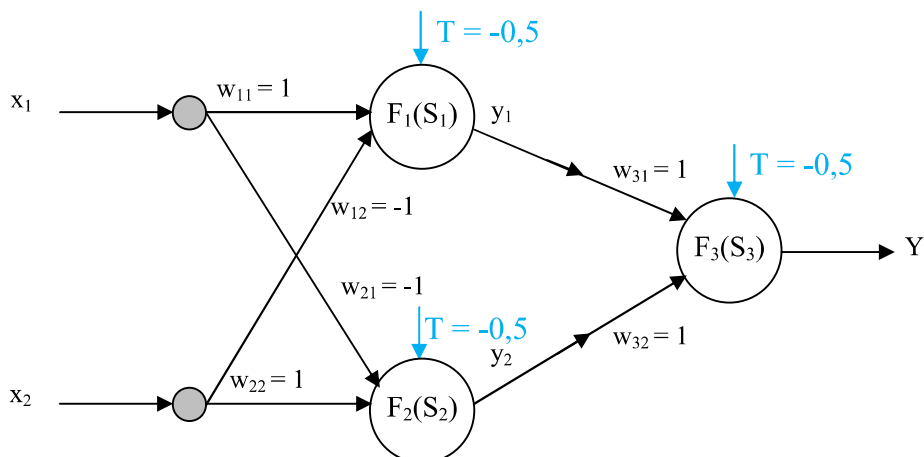 T = -0,5
w11 = 1
x1
F1(S1)
y1
w31 = 1
T = -0,5
w12 = -1
F3(S3)
Y
w21 = -1
T = -0,5
w32 = 1
y2
w22 = 1
x2
F2(S2)